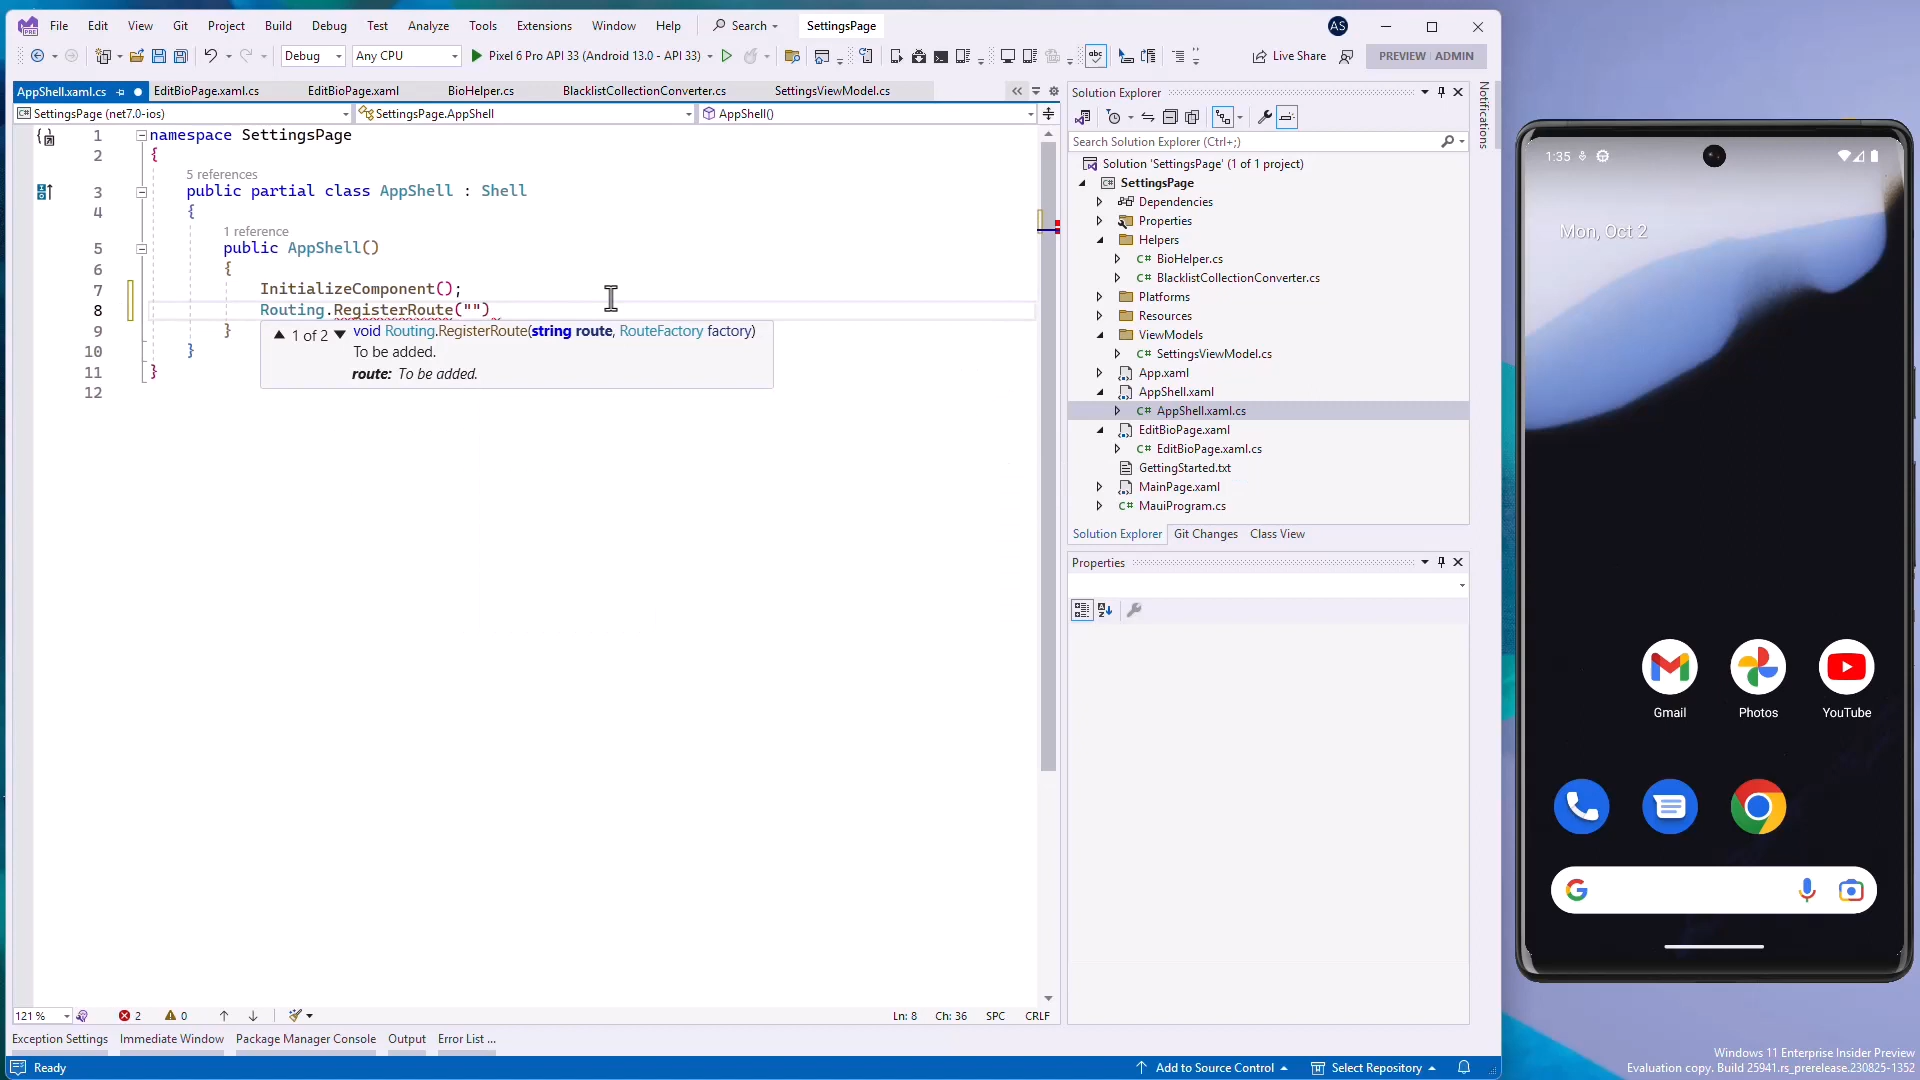 File Edit View Git Project Build Debug Test Analyze Tools Extensions Window Help Search SettingsPage AS
Debug Any CPU Pixel 6 Pro API 33 (Android 13.0 - API 33) Live Share PREVIEW ADMIN
AppShell.xaml.cs EditBioPage.xaml.cs EditBioPage.xaml BioHelper.cs BlacklistCollectionConverter.cs SettingsViewModel.cs
SettingsPage (net7.0-ios) SettingsPage.AppShell AppShell()
1 namespace SettingsPage
2 {
5 references
3 public partial class AppShell : Shell
4 {
1 reference
5 public AppShell()
6 {
7 InitializeComponent();
8 Routing.RegisterRoute("")
9 }
10 }
11 }
12
1 of 2 void Routing.RegisterRoute(string route, RouteFactory factory)
To be added.
route: To be added.
121 % 2 0 Ln: 8 Ch: 36 SPC CRLF
Exception Settings Immediate Window Package Manager Console Output Error List ...
Ready Add to Source Control Select Repository
Solution Explorer
Search Solution Explorer (Ctrl+;)
Solution 'SettingsPage' (1 of 1 project)
SettingsPage
Dependencies
Properties
Helpers
C# BioHelper.cs
C# BlacklistCollectionConverter.cs
Platforms
Resources
ViewModels
C# SettingsViewModel.cs
App.xaml
AppShell.xaml
C# AppShell.xaml.cs
EditBioPage.xaml
C# EditBioPage.xaml.cs
GettingStarted.txt
MainPage.xaml
C# MauiProgram.cs
Solution Explorer Git Changes Class View
Properties
Notifications
1:35
Mon, Oct 2
Gmail Photos YouTube
Windows 11 Enterprise Insider Preview
Evaluation copy. Build 25941.rs_prerelease.230825-1352